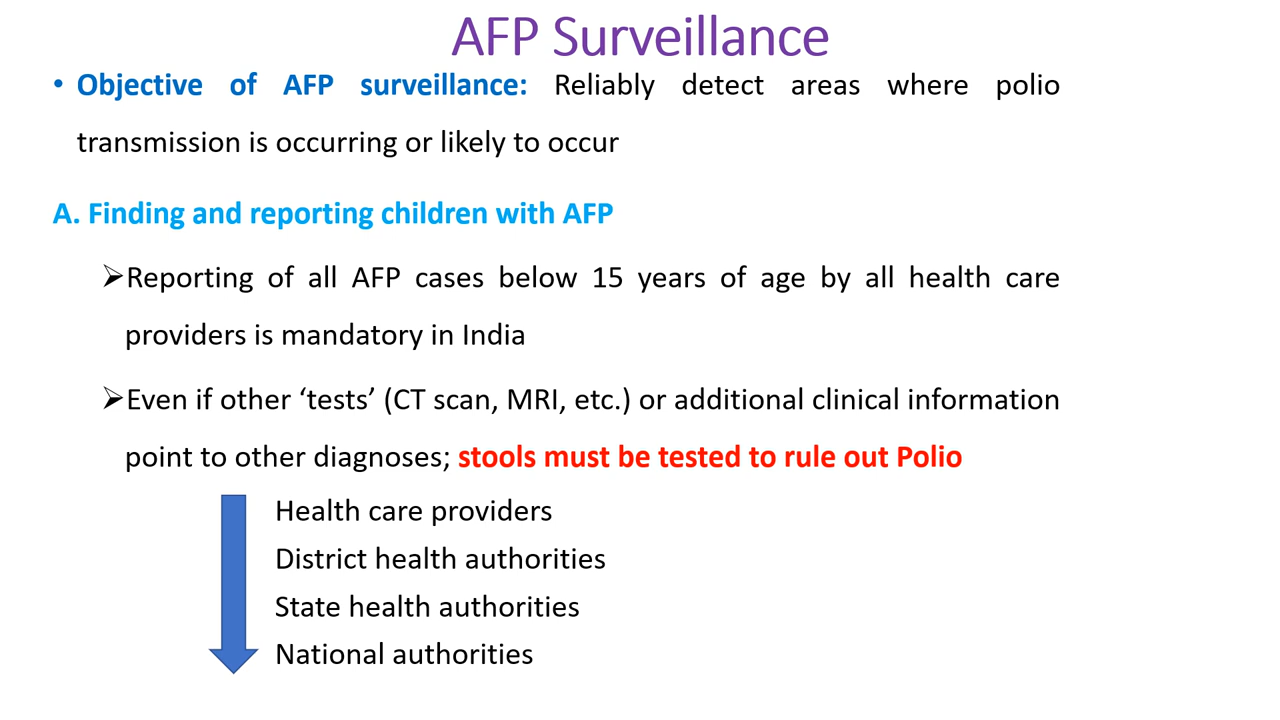 AFP Surveillance
• Objective of AFP surveillance: Reliably detect areas where polio
transmission is occurring or likely to occur
A. Finding and reporting children with AFP
➢Reporting of all AFP cases below 15 years of age by all health care
providers is mandatory in India
➢Even if other ‘tests’ (CT scan, MRI, etc.) or additional clinical information
point to other diagnoses; stools must be tested to rule out Polio
Health care providers
District health authorities
State health authorities
National authorities